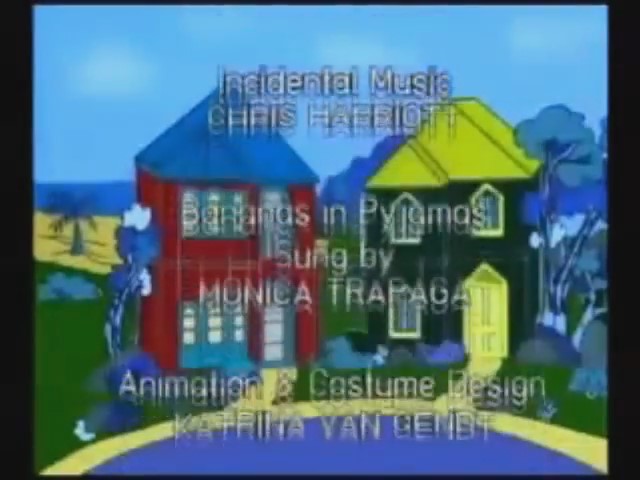 Incidental Music
CHRIS HARRIOTT
Bananas in Pyjamas
Sung by
MONICA TRAPAGA
Animation & Costume Design
KATRINA VAN GENDT